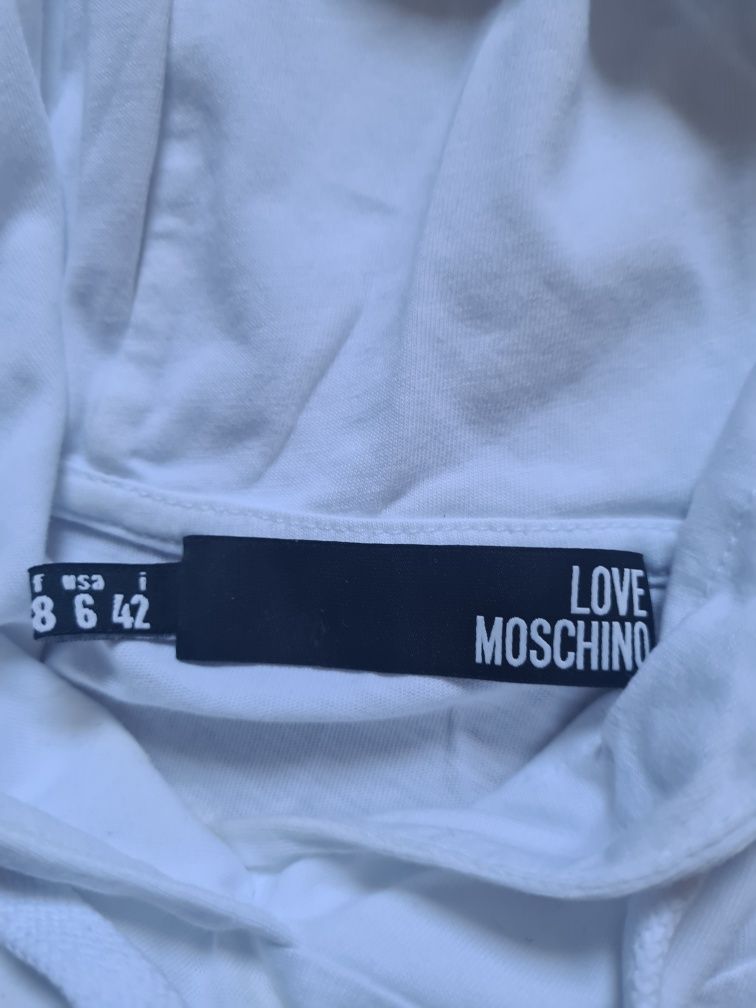 f usa i
8 6 42
LOVE
MOSCHINO